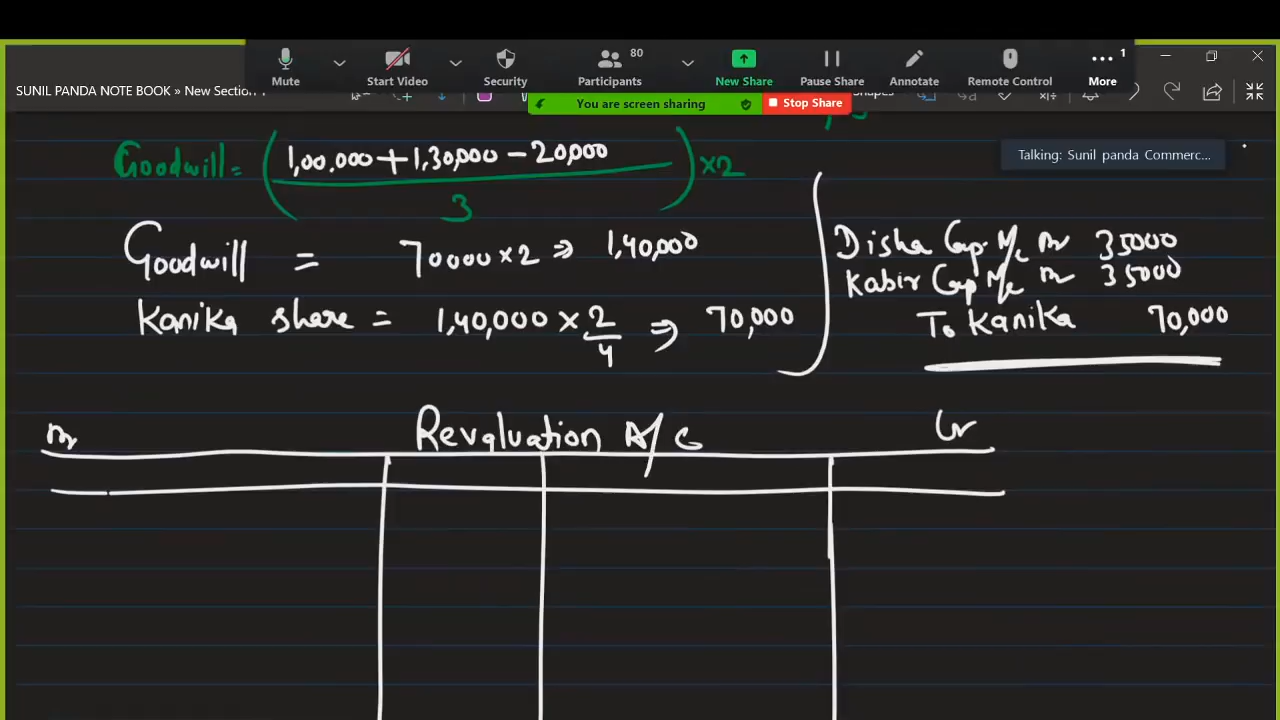 80
1
Mute
Start Video
Security
Participants
New Share
Pause Share
Annotate
Remote Control
More
SUNIL PANDA NOTE BOOK » New Section 1
You are screen sharing
Stop Share
Shapes
Talking: Sunil panda Commerc...
Goodwill = (1,00,000 + 1,30,000 - 20,000
3) × 2
Goodwill = 70000 × 2 ⇒ 1,40,000
Kanika share = 1,40,000 × 2/4 ⇒ 70,000
Disha Cap. A/c Dr 35000
Kabir Cap A/c Dr 35000
To Kanika 70,000
Dr Revaluation A/C Cr